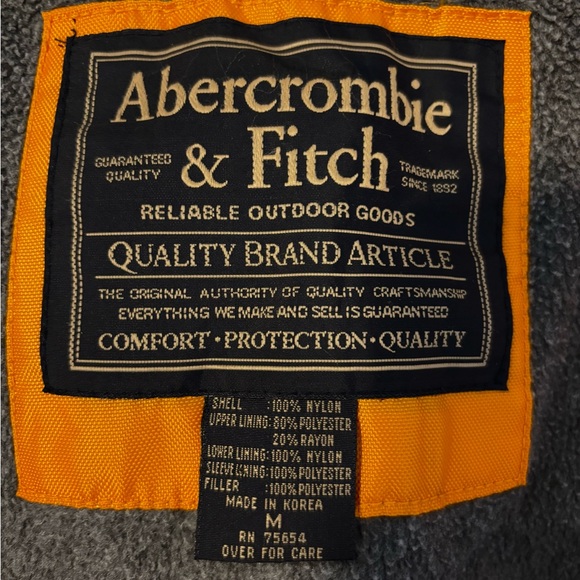 Abercrombie
& Fitch
GUARANTEED
QUALITY
TRADEMARK
SINCE 1892
RELIABLE OUTDOOR GOODS
QUALITY BRAND ARTICLE
THE ORIGINAL AUTHORITY OF QUALITY CRAFTSMANSHIP
EVERYTHING WE MAKE AND SELL IS GUARANTEED
COMFORT · PROTECTION · QUALITY
SHELL :100% NYLON
UPPER LINING: 80% POLYESTER
20% RAYON
LOWER LINING: 100% NYLON
SLEEVE LINING: 100% POLYESTER
FILLER :100% POLYESTER
MADE IN KOREA
M
RN 75654
OVER FOR CARE